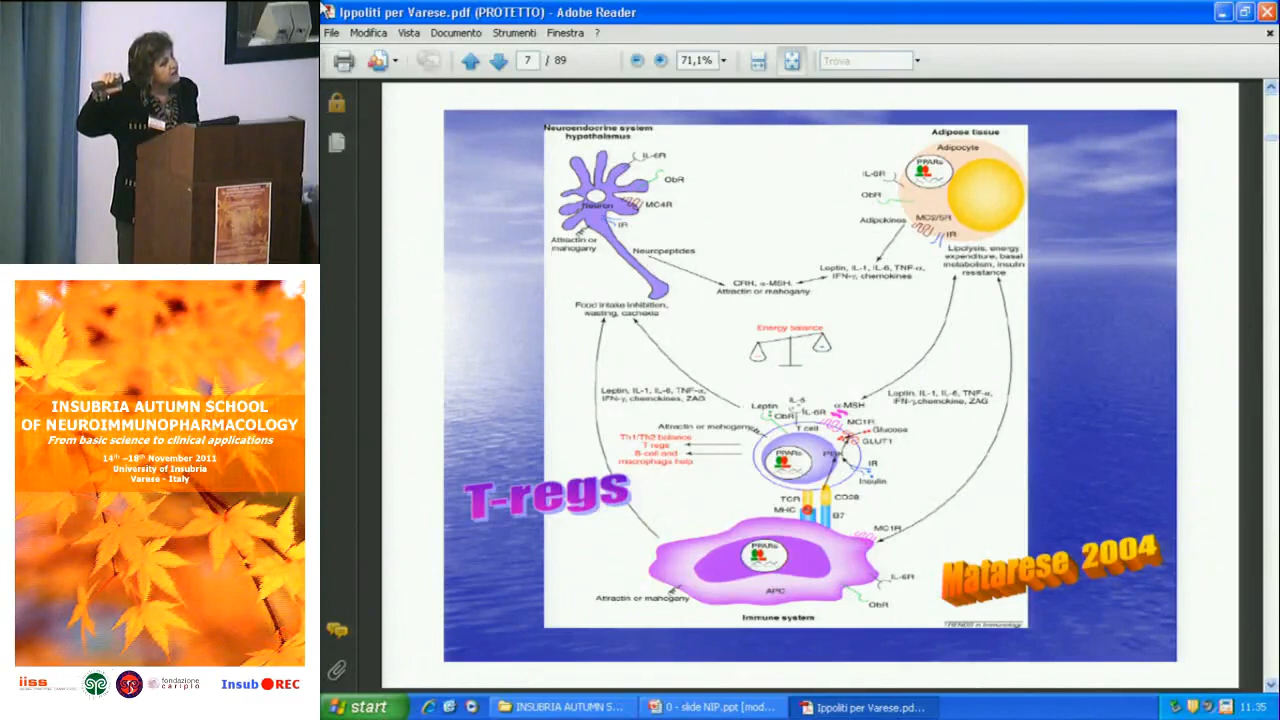 Ippoliti per Varese.pdf (PROTETTO) - Adobe Reader
File Modifica Vista Documento Strumenti Finestra ?
7 / 89
71,1%
Trova
Neuroendocrine system
hypothalamus
IL-6R
ObR
MC4R
Neuron
IR
Attractin or
mahogany
Neuropeptides
Food intake inhibition,
wasting, cachexia
Adipose tissue
Adipocyte
PPARs
IL-6R
ObR
Adipokines
MC2/5R
IR
Lipolysis, energy
expenditure, basal
metabolism, insulin
resistance
Leptin, IL-1, IL-6, TNF-α,
IFN-γ, chemokines
CRH, α-MSH,
Attractin or mahogany
Energy balance
Leptin, IL-1, IL-6, TNF-α,
IFN-γ, chemokines, ZAG
Leptin, IL-1, IL-6, TNF-α,
IFN-γ,chemokine, ZAG
Leptin
ObR
IL-6R
α-MSH
MC1R
T cell
Glucose
GLUT1
Attractin or mahogany
Th1/Th2 balance
T regs
B-cell and
macrophage help
PPARs
PI3K
IR
Insulin
T-regs
TCR
CD28
MHC
B7
MC1R
PPARs
IL-6R
APC
Attractin or mahogany
ObR
Immune system
Matarese 2004
TRENDS in Immunology
INSUBRIA AUTUMN SCHOOL
OF NEUROIMMUNOPHARMACOLOGY
From basic science to clinical applications
14th –18th November 2011
University of Insubria
Varese - Italy
iiss
fondazione
cariplo
Insub REC
start
INSUBRIA AUTUMN S...
0 - slide NIP.ppt [mod...
Ippoliti per Varese.pd...
11.35